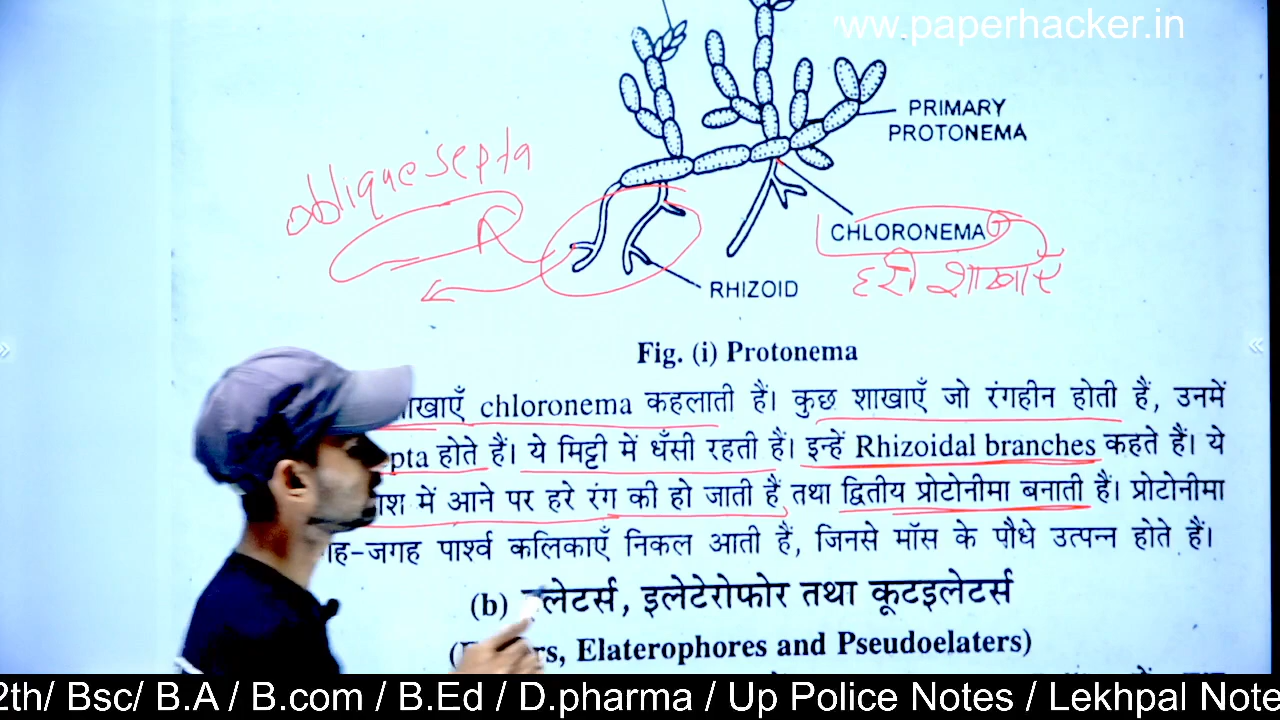 www.paperhacker.in
PRIMARY
PROTONEMA
oblique septa
CHLORONEMA
हरी शाखाएँ
RHIZOID
Fig. (i) Protonema
शाखाएँ chloronema कहलाती हैं। कुछ शाखाएँ जो रंगहीन होती हैं, उनमें
pta होते हैं। ये मिट्टी में धँसी रहती हैं। इन्हें Rhizoidal branches कहते हैं। ये
में आने पर हरे रंग की हो जाती हैं तथा द्वितीय प्रोटोनीमा बनाती हैं। प्रोटोनीमा
ह-जगह पार्श्व कलिकाएँ निकल आती हैं, जिनसे मॉस के पौधे उत्पन्न होते हैं।
(b) लेटर्स, इलेटेरोफोर तथा कूटइलेटर्स
rs, Elaterophores and Pseudoelaters)
2th/ Bsc/ B.A / B.com / B.Ed / D.pharma / Up Police Notes / Lekhpal Note